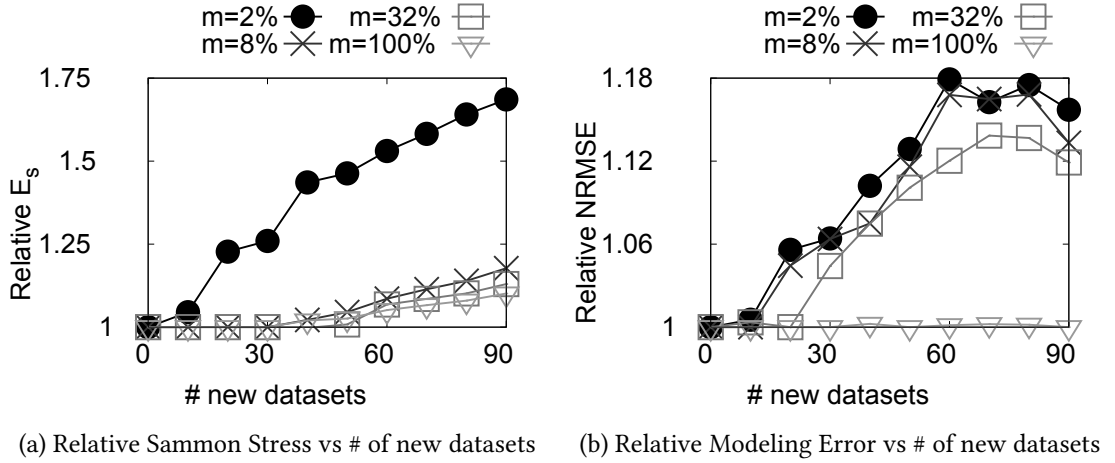 m=2% m=32%
m=8% m=100%
1.75
1.5
1.25
1
Relative E_s
0 30 60 90
# new datasets
(a) Relative Sammon Stress vs # of new datasets
m=2% m=32%
m=8% m=100%
1.18
1.12
1.06
1
Relative NRMSE
0 30 60 90
# new datasets
(b) Relative Modeling Error vs # of new datasets